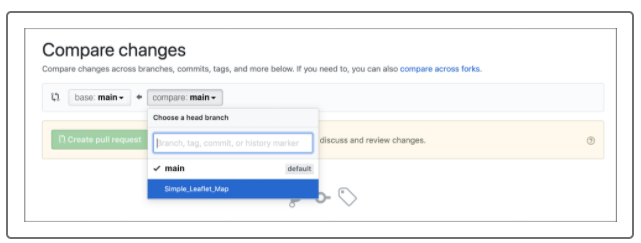 Compare changes
Compare changes across branches, commits, tags, and more below. If you need to, you can also compare across forks.
base: main
compare: main
Choose a head branch
Create pull request
Branch, tag, commit, or history marker
discuss and review changes.
main default
Simple_Leaflet_Map